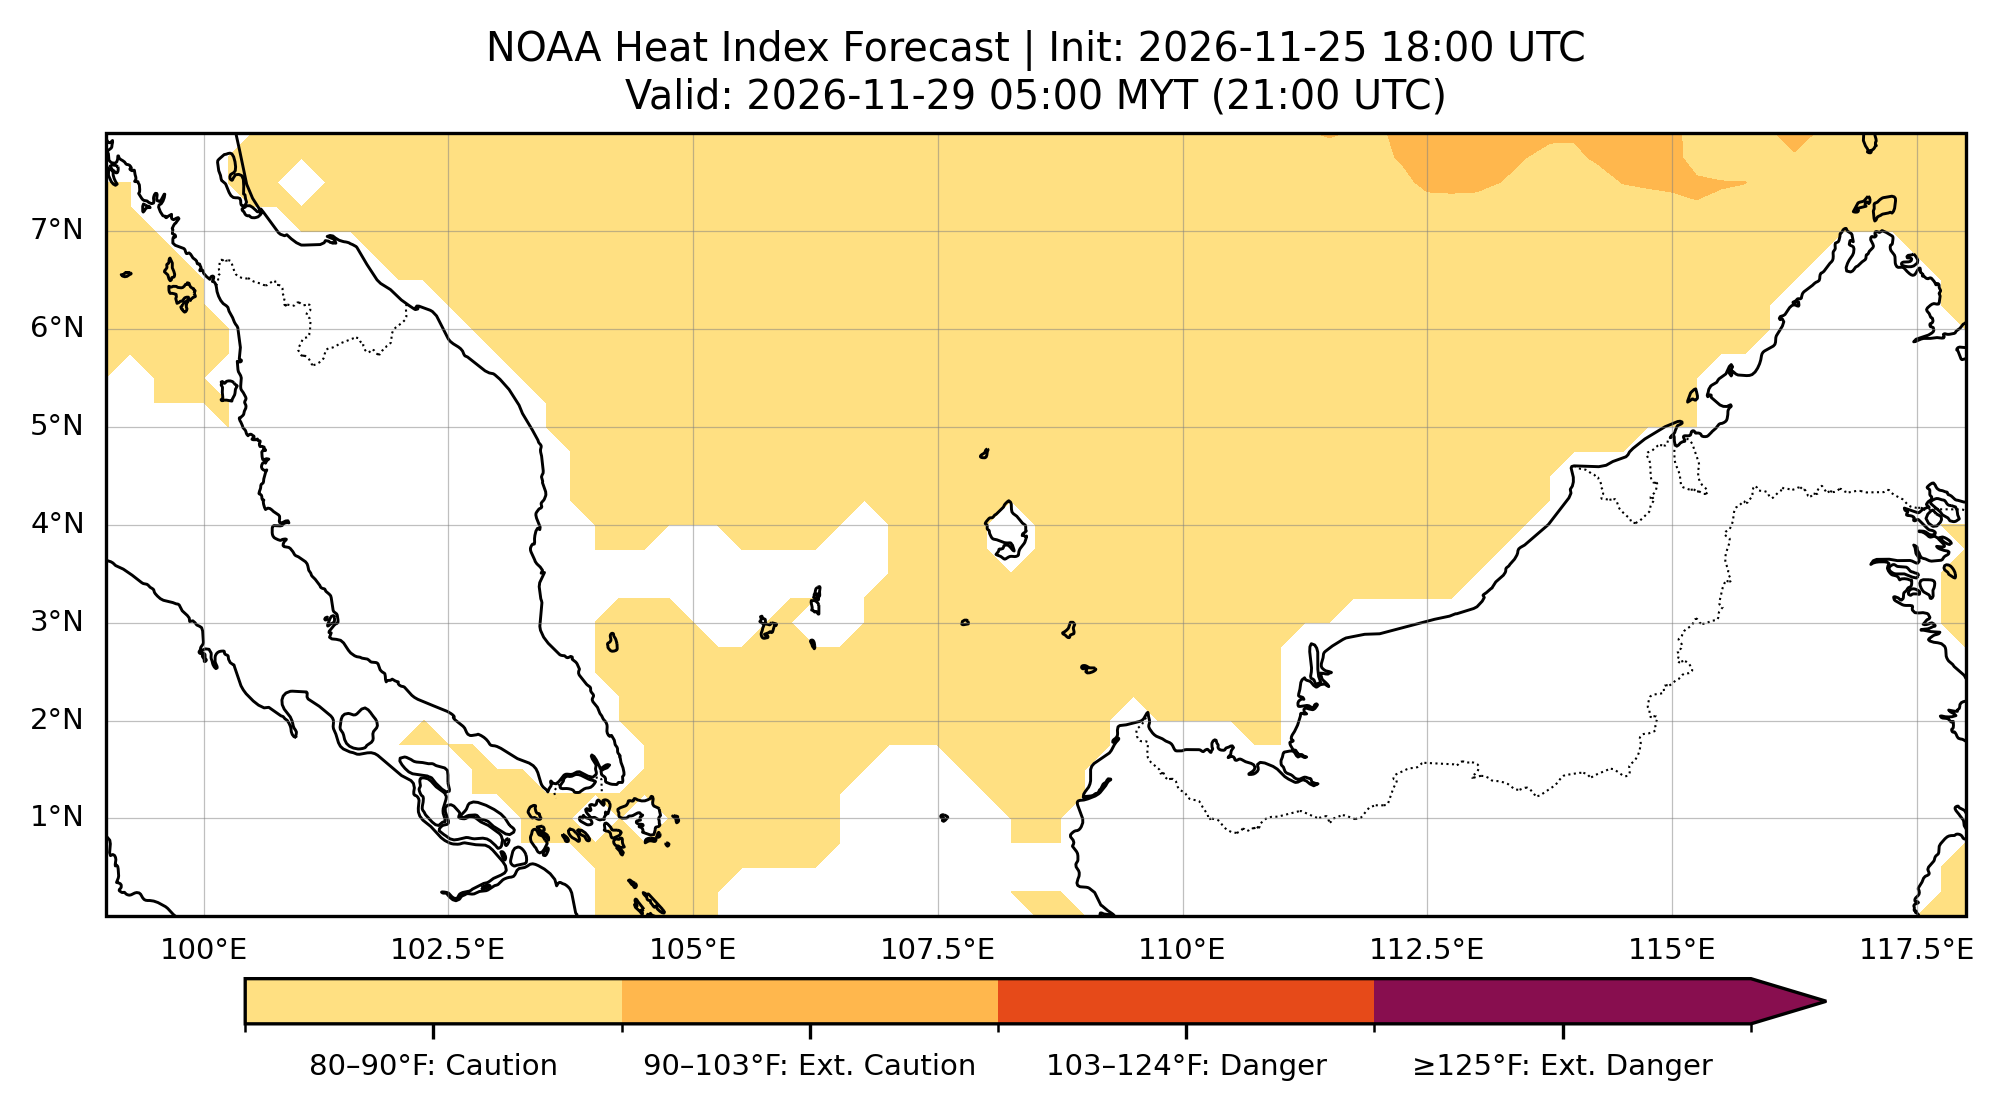 NOAA Heat Index Forecast | Init: 2026-11-25 18:00 UTC
Valid: 2026-11-29 05:00 MYT (21:00 UTC)
7°N
6°N
5°N
4°N
3°N
2°N
1°N
100°E 102.5°E 105°E 107.5°E 110°E 112.5°E 115°E 117.5°E
80–90°F: Caution 90–103°F: Ext. Caution 103–124°F: Danger ≥125°F: Ext. Danger